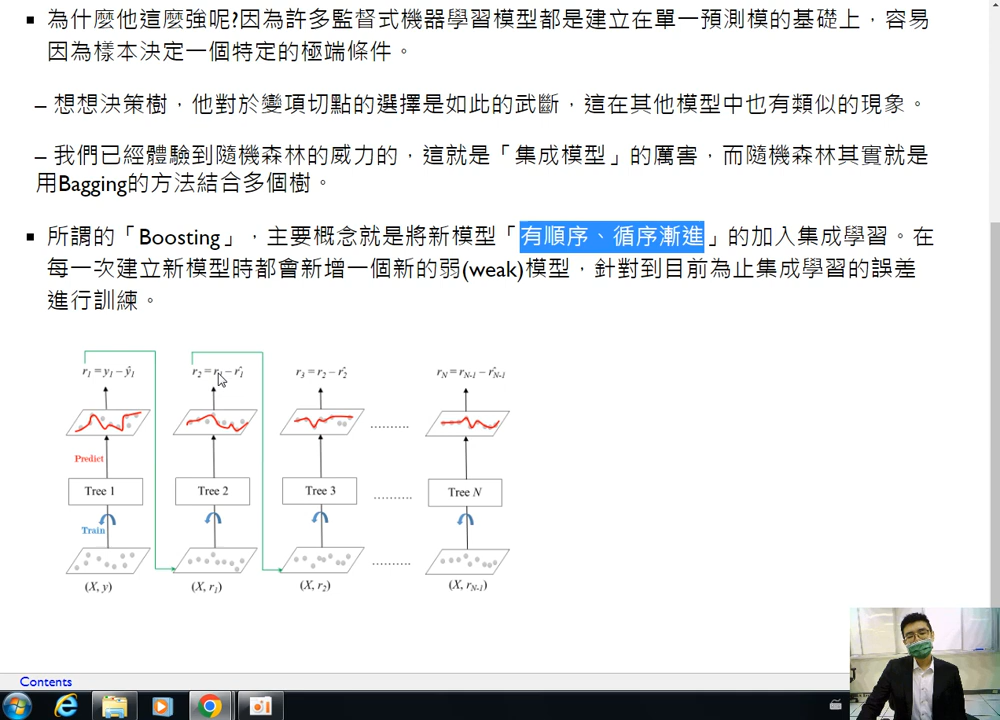 ▪ 為什麼他這麼強呢?因為許多監督式機器學習模型都是建立在單一預測模的基礎上，容易
因為樣本決定一個特定的極端條件。
– 想想決策樹，他對於變項切點的選擇是如此的武斷，這在其他模型中也有類似的現象。
– 我們已經體驗到隨機森林的威力的，這就是「集成模型」的厲害，而隨機森林其實就是
用Bagging的方法結合多個樹。
▪ 所謂的「Boosting」，主要概念就是將新模型「有順序、循序漸進」的加入集成學習。在
每一次建立新模型時都會新增一個新的弱(weak)模型，針對到目前為止集成學習的誤差
進行訓練。
r1 = y1 − ŷ1 r2 = r1 − r̂1 r3 = r2 − r̂2 rN = rN-1 − r̂N-1
..........
Predict
Tree 1 Tree 2 Tree 3 .......... Tree N
Train
..........
(X, y) (X, r1) (X, r2) (X, rN-1)
Contents